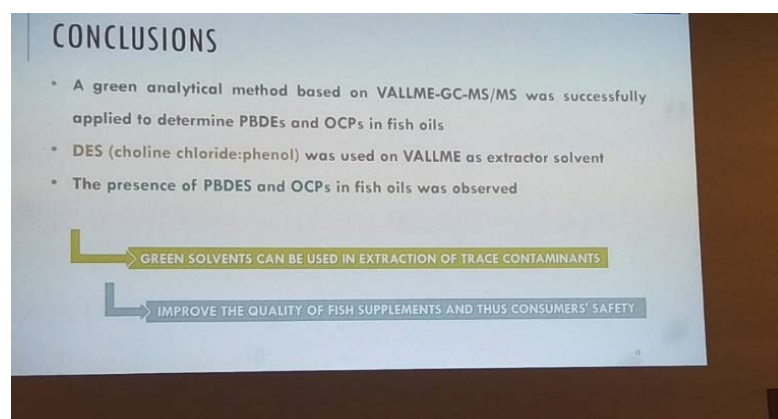 CONCLUSIONS
• A green analytical method based on VALLME-GC-MS/MS was successfully
applied to determine PBDEs and OCPs in fish oils
• DES (choline chloride:phenol) was used on VALLME as extractor solvent
• The presence of PBDES and OCPs in fish oils was observed
GREEN SOLVENTS CAN BE USED IN EXTRACTION OF TRACE CONTAMINANTS
IMPROVE THE QUALITY OF FISH SUPPLEMENTS AND THUS CONSUMERS' SAFETY